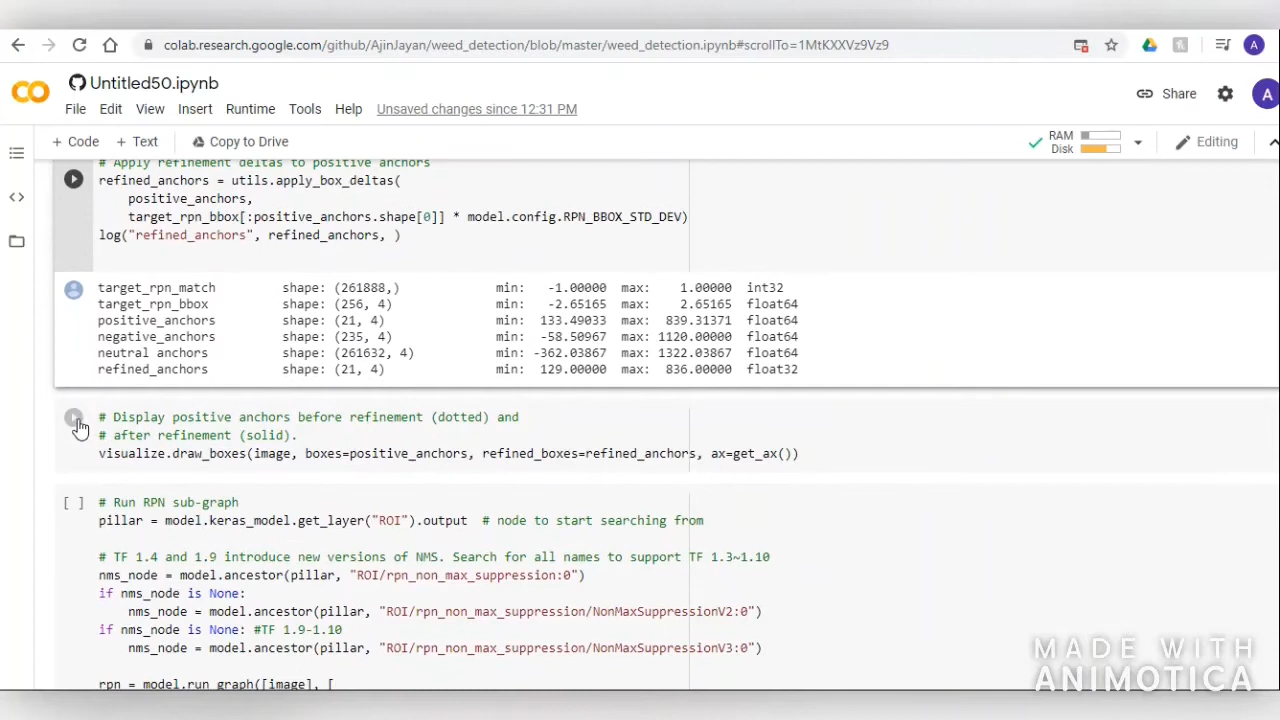 colab.research.google.com/github/AjinJayan/weed_detection/blob/master/weed_detection.ipynb#scrollTo=1MtKXXVz9Vz9
A
Untitled50.ipynb
File Edit View Insert Runtime Tools Help Unsaved changes since 12:31 PM
Share
A
+ Code + Text Copy to Drive
RAM
Disk
Editing
# Apply refinement deltas to positive anchors
refined_anchors = utils.apply_box_deltas(
positive_anchors,
target_rpn_bbox[:positive_anchors.shape[0]] * model.config.RPN_BBOX_STD_DEV)
log("refined_anchors", refined_anchors, )
target_rpn_match shape: (261888,) min: -1.00000 max: 1.00000 int32
target_rpn_bbox shape: (256, 4) min: -2.65165 max: 2.65165 float64
positive_anchors shape: (21, 4) min: 133.49033 max: 839.31371 float64
negative_anchors shape: (235, 4) min: -58.50967 max: 1120.00000 float64
neutral anchors shape: (261632, 4) min: -362.03867 max: 1322.03867 float64
refined_anchors shape: (21, 4) min: 129.00000 max: 836.00000 float32
# Display positive anchors before refinement (dotted) and
# after refinement (solid).
visualize.draw_boxes(image, boxes=positive_anchors, refined_boxes=refined_anchors, ax=get_ax())
[ ] # Run RPN sub-graph
pillar = model.keras_model.get_layer("ROI").output # node to start searching from
# TF 1.4 and 1.9 introduce new versions of NMS. Search for all names to support TF 1.3~1.10
nms_node = model.ancestor(pillar, "ROI/rpn_non_max_suppression:0")
if nms_node is None:
nms_node = model.ancestor(pillar, "ROI/rpn_non_max_suppression/NonMaxSuppressionV2:0")
if nms_node is None: #TF 1.9-1.10
nms_node = model.ancestor(pillar, "ROI/rpn_non_max_suppression/NonMaxSuppressionV3:0")
rpn = model.run_graph([image], [
MADE WITH
ANIMOTICA